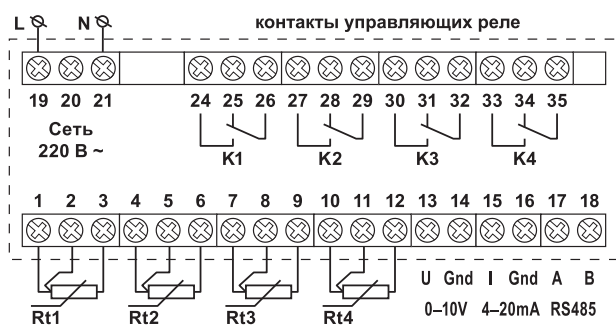 L N контакты управляющих реле
19 20 21 24 25 26 27 28 29 30 31 32 33 34 35
Сеть
220 В ~
K1 K2 K3 K4
1 2 3 4 5 6 7 8 9 10 11 12 13 14 15 16 17 18
U Gnd I Gnd A B
Rt1 Rt2 Rt3 Rt4 0–10V 4–20mA RS485